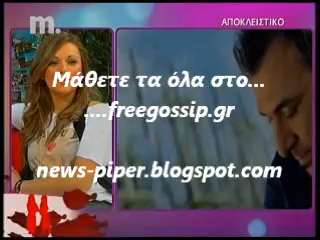 m.
ΑΠΟΚΛΕΙΣΤΙΚΟ
Μάθετε τα όλα στο...
....freegossip.gr
news-piper.blogspot.com